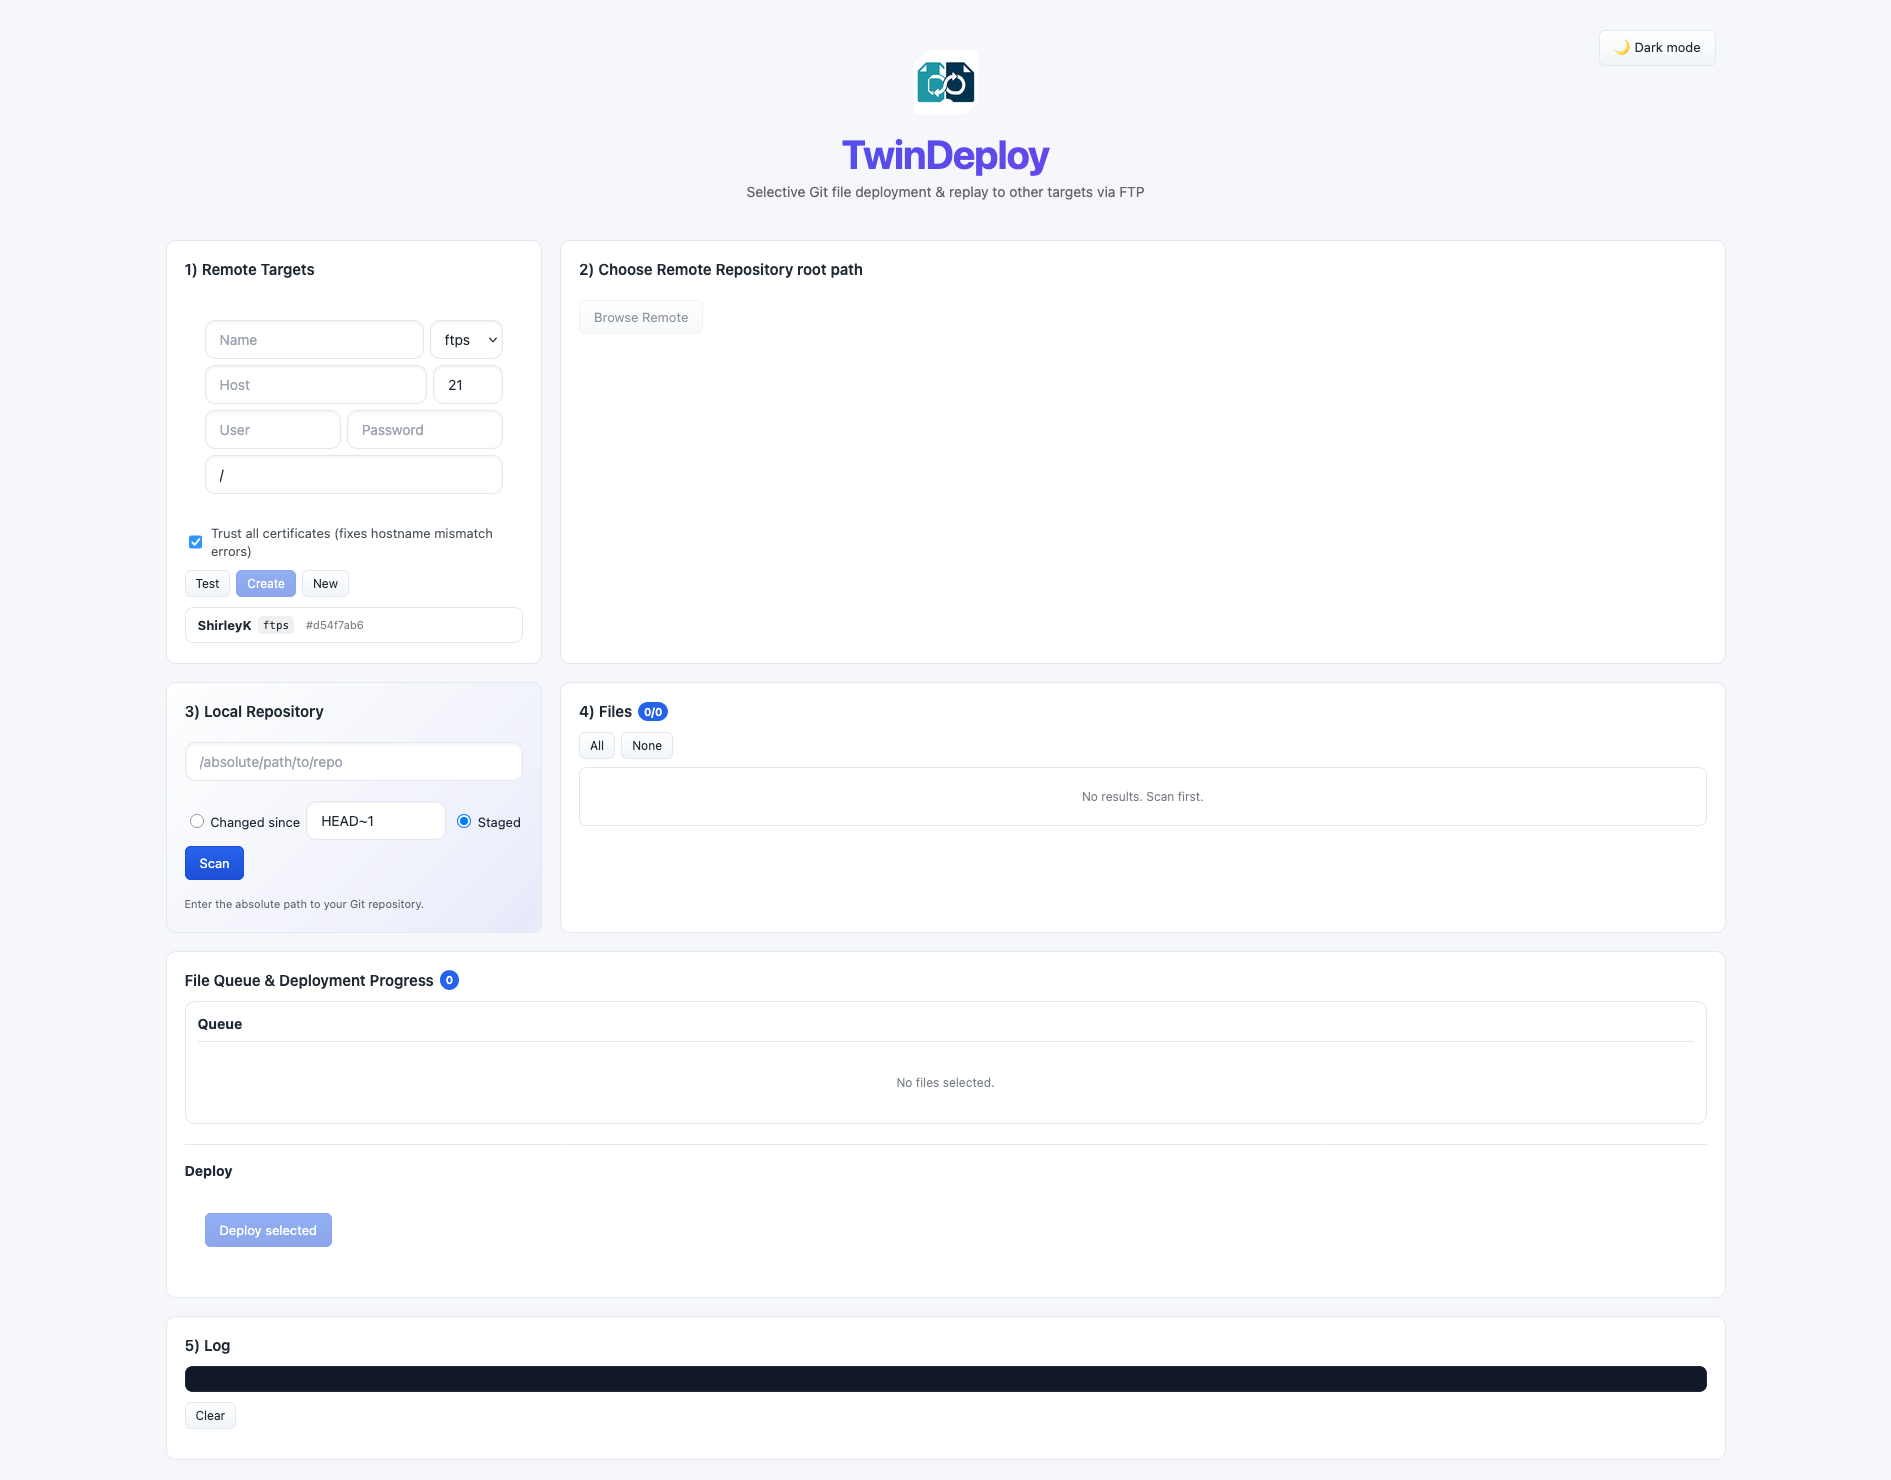 🌙 Dark mode
TwinDeploy
Selective Git file deployment & replay to other targets via FTP
1) Remote Targets
Name
ftps
Host
21
User
Password
/
Trust all certificates (fixes hostname mismatch
errors)
Test
Create
New
ShirleyK ftps #d54f7ab6
2) Choose Remote Repository root path
Browse Remote
3) Local Repository
/absolute/path/to/repo
Changed since
HEAD~1
Staged
Scan
Enter the absolute path to your Git repository.
4) Files 0/0
All
None
No results. Scan first.
File Queue & Deployment Progress 0
Queue
No files selected.
Deploy
Deploy selected
5) Log
Clear